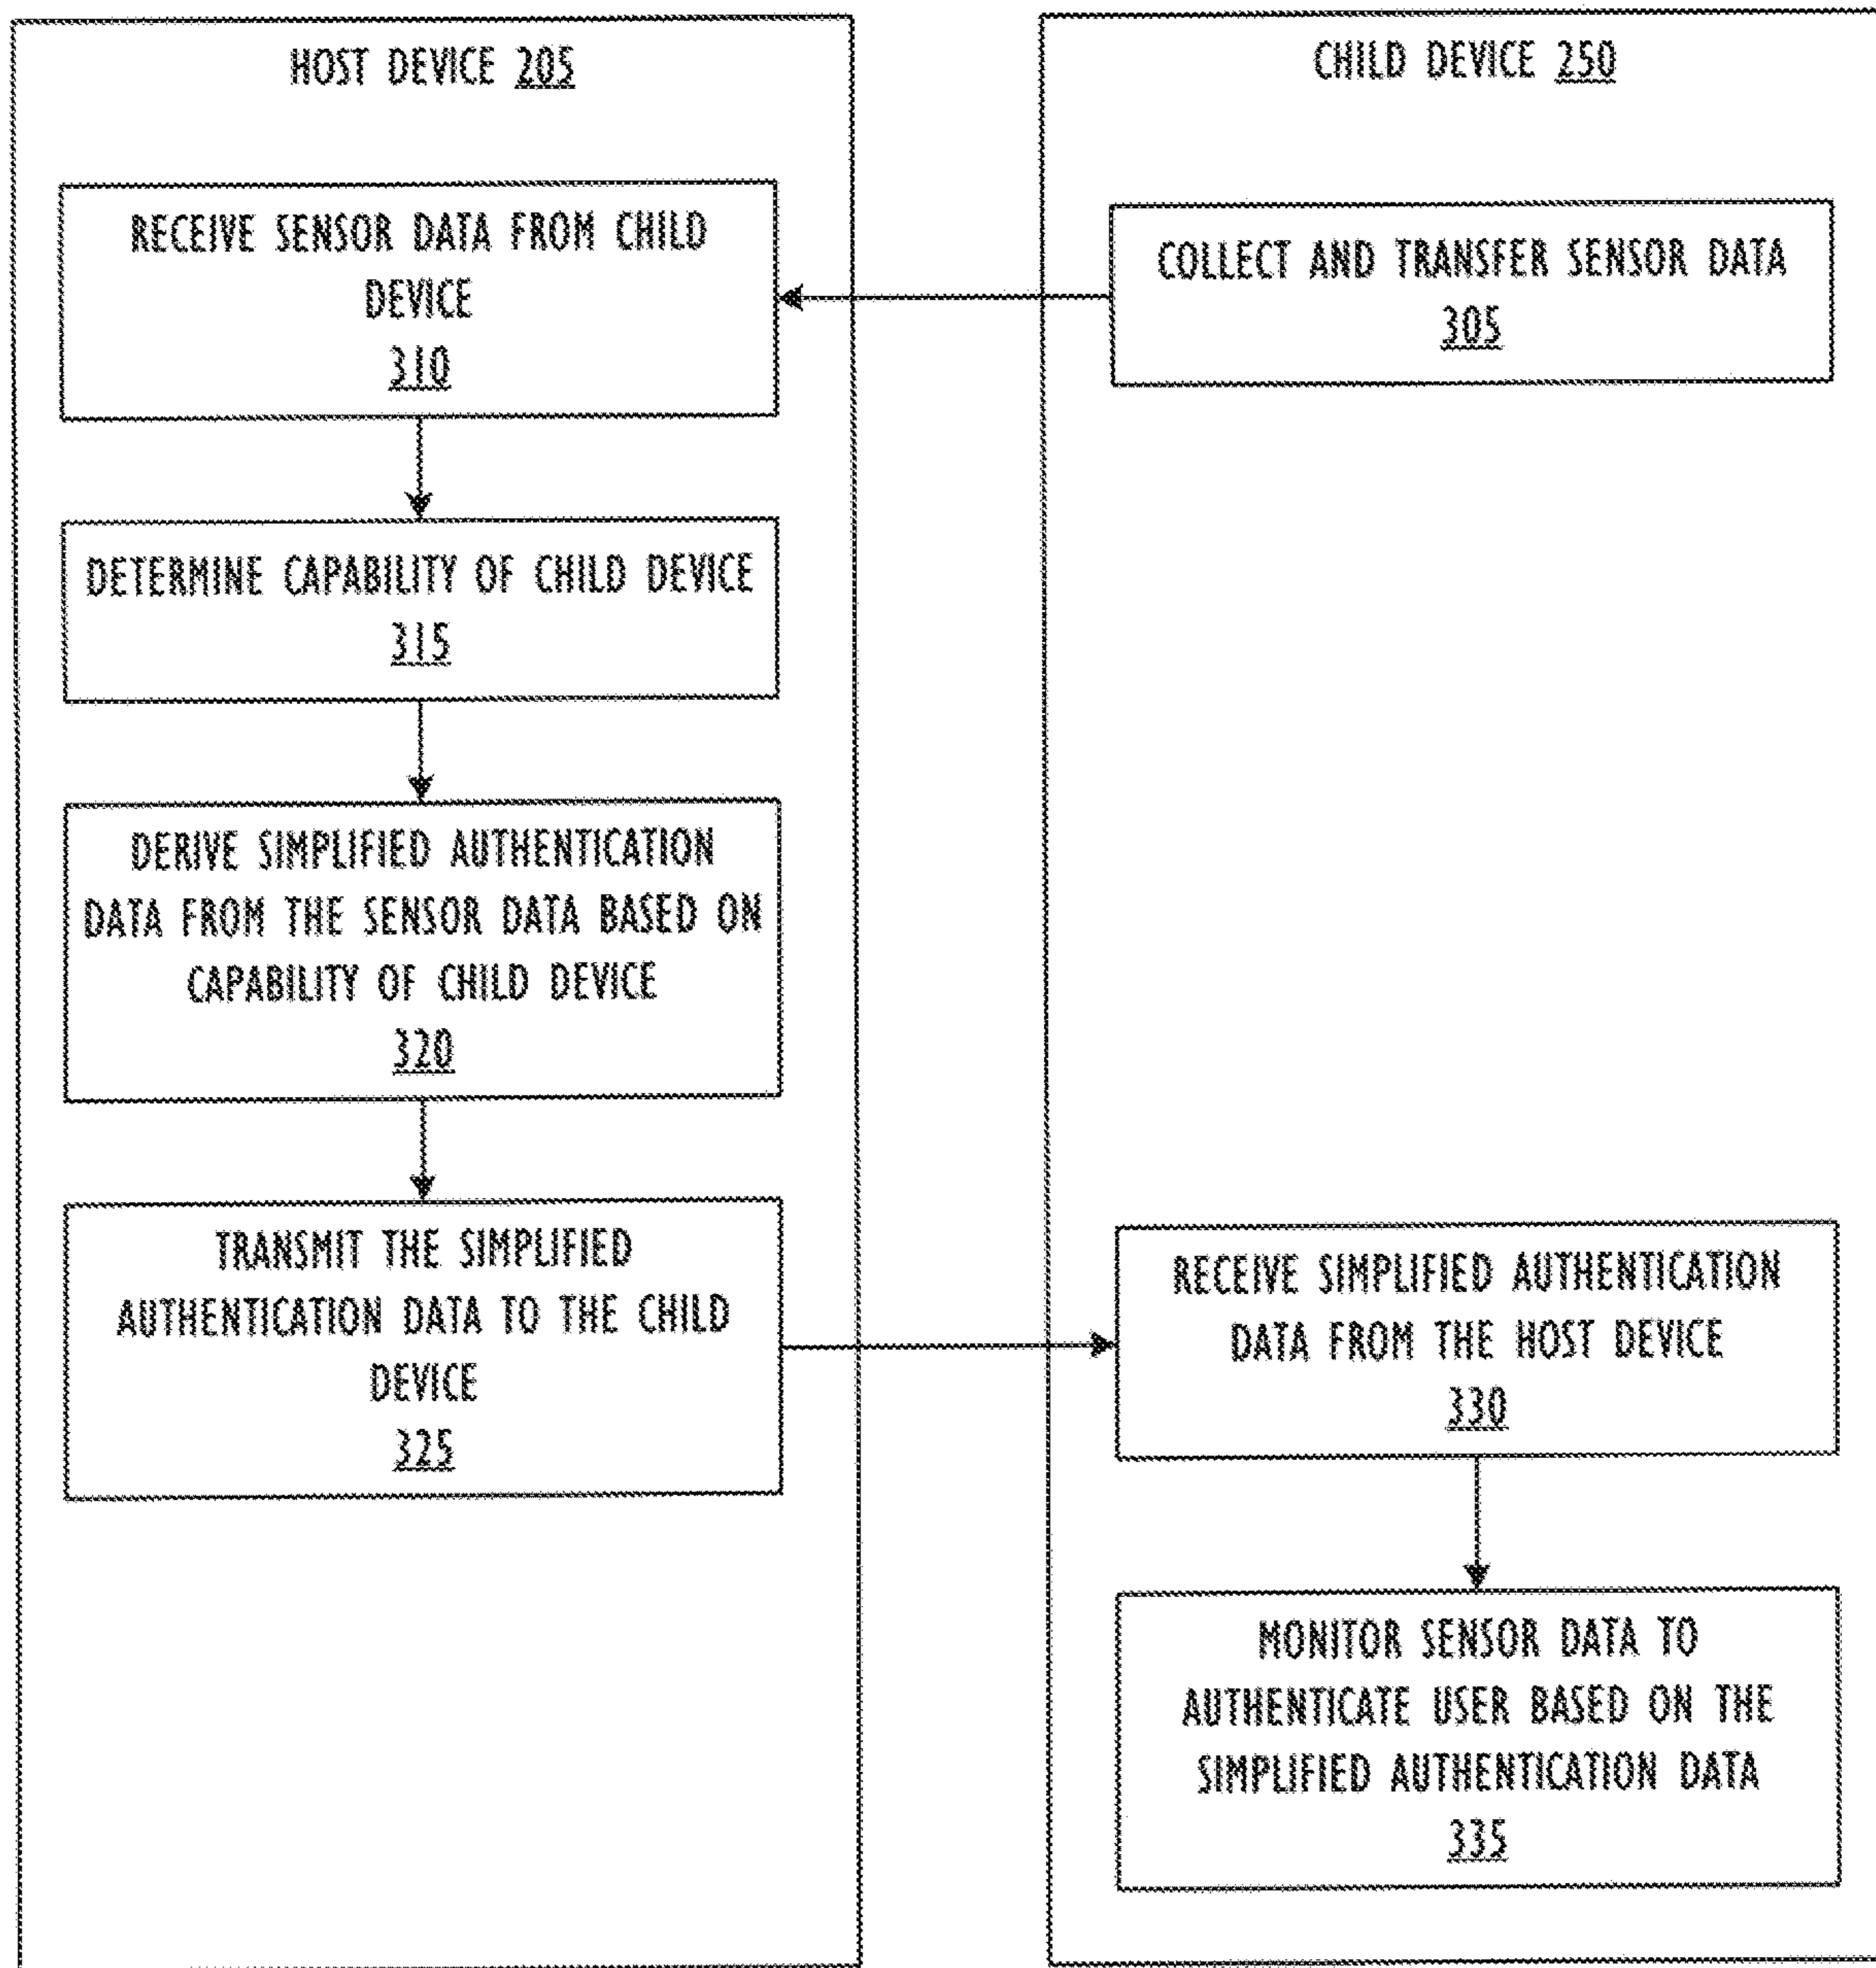 HOST DEVICE 205
RECEIVE SENSOR DATA FROM CHILD
DEVICE
310
DETERMINE CAPABILITY OF CHILD DEVICE
315
DERIVE SIMPLIFIED AUTHENTICATION
DATA FROM THE SENSOR DATA BASED ON
CAPABILITY OF CHILD DEVICE
320
TRANSMIT THE SIMPLIFIED
AUTHENTICATION DATA TO THE CHILD
DEVICE
325
CHILD DEVICE 250
COLLECT AND TRANSFER SENSOR DATA
305
RECEIVE SIMPLIFIED AUTHENTICATION
DATA FROM THE HOST DEVICE
330
MONITOR SENSOR DATA TO
AUTHENTICATE USER BASED ON THE
SIMPLIFIED AUTHENTICATION DATA
335